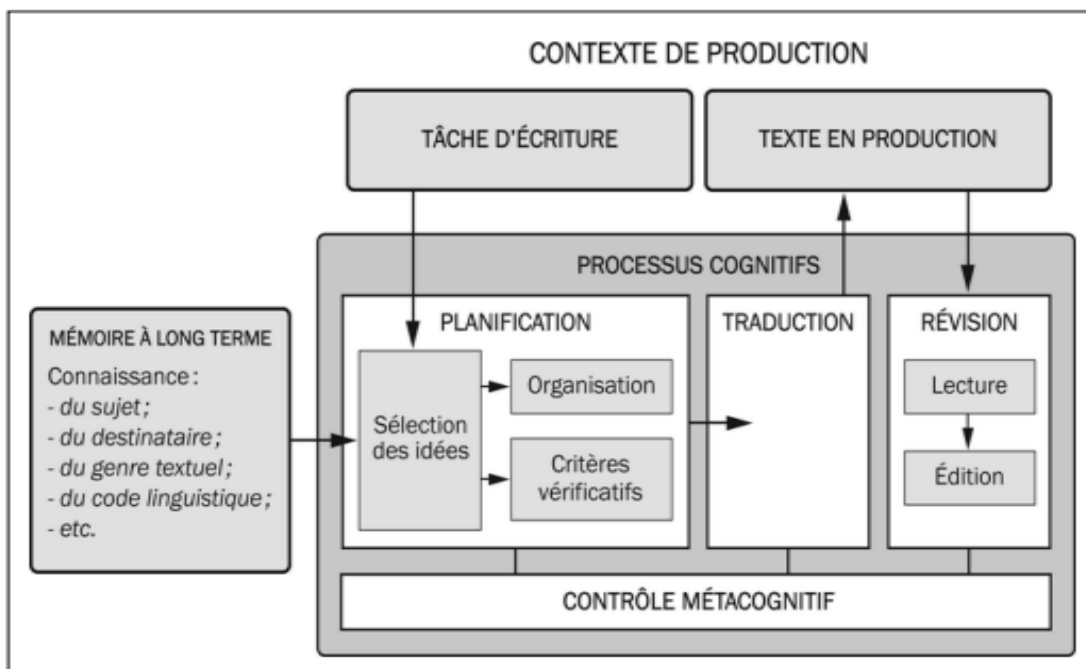 CONTEXTE DE PRODUCTION
TÂCHE D'ÉCRITURE
TEXTE EN PRODUCTION
PROCESSUS COGNITIFS
MÉMOIRE À LONG TERME
Connaissance :
- du sujet ;
- du destinataire ;
- du genre textuel ;
- du code linguistique ;
- etc.
PLANIFICATION
Sélection
des idées
Organisation
Critères
vérificatifs
TRADUCTION
RÉVISION
Lecture
Édition
CONTRÔLE MÉTACOGNITIF